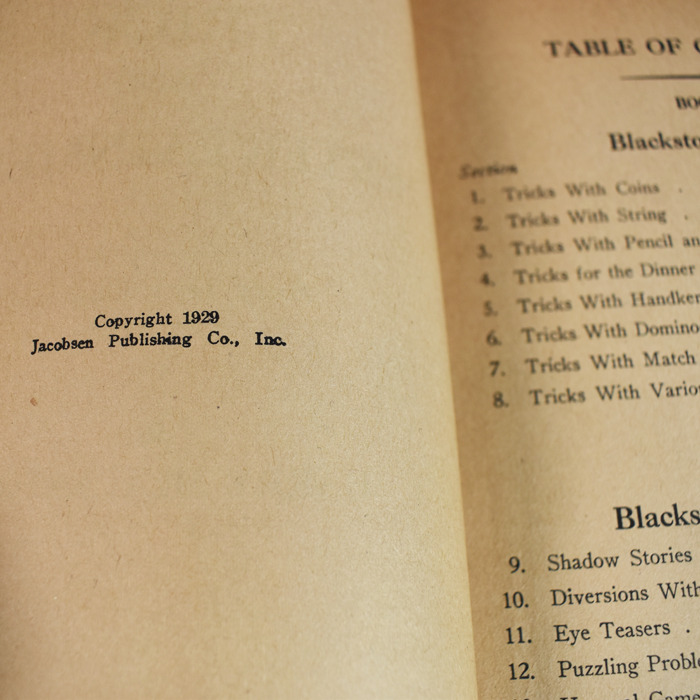 Copyright 1929
Jacobsen Publishing Co., Inc.
TABLE OF
Section
1. Tricks With Coins .
2. Tricks With String .
3. Tricks With Pencil
4. Tricks for the Dinner
5. Tricks With
6. Tricks With
7. Tricks With Match
8. Tricks With
9. Shadow Stories
10. Diversions With
11. Eye Teasers .
12. Puzzling